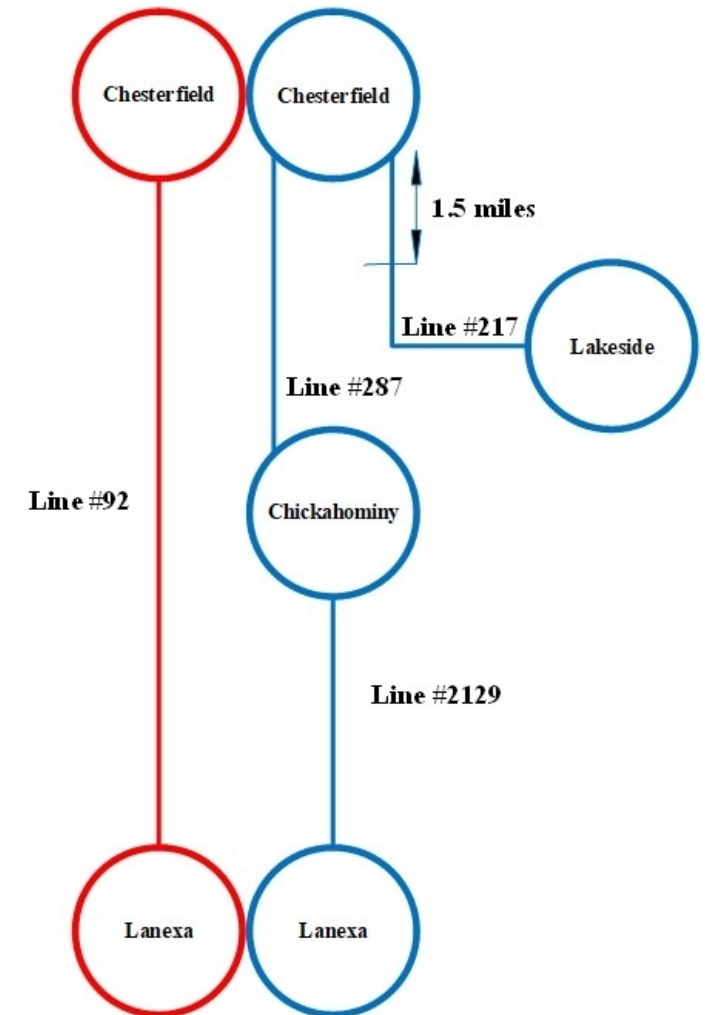 Chesterfield
Chesterfield
1.5 miles
Line #217
Lakeside
Line #287
Line #92
Chickahominy
Line #2129
Lanexa
Lanexa